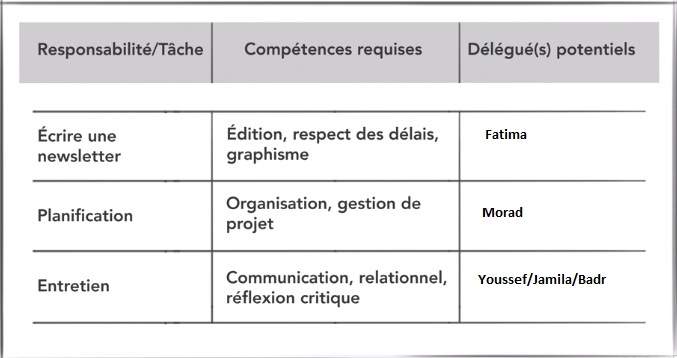 Responsabilité/Tâche Compétences requises Délégué(s) potentiels
Écrire une newsletter Édition, respect des délais, graphisme Fatima
Planification Organisation, gestion de projet Morad
Entretien Communication, relationnel, réflexion critique Youssef/Jamila/Badr